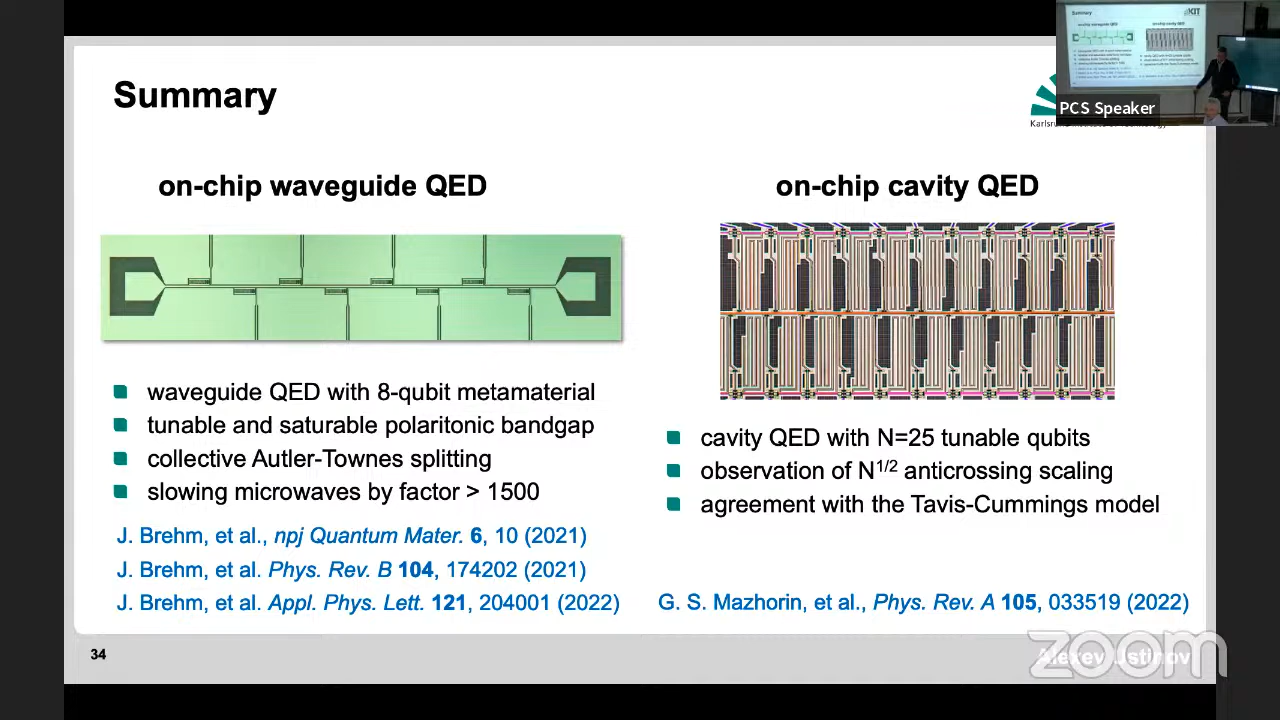 Summary
PCS Speaker
on-chip waveguide QED
on-chip cavity QED
waveguide QED with 8-qubit metamaterial
tunable and saturable polaritonic bandgap
collective Autler-Townes splitting
slowing microwaves by factor > 1500
J. Brehm, et al., npj Quantum Mater. 6, 10 (2021)
J. Brehm, et al. Phys. Rev. B 104, 174202 (2021)
J. Brehm, et al. Appl. Phys. Lett. 121, 204001 (2022)
cavity QED with N=25 tunable qubits
observation of N1/2 anticrossing scaling
agreement with the Tavis-Cummings model
G. S. Mazhorin, et al., Phys. Rev. A 105, 033519 (2022)
34
Alexey Ustinov
zoom